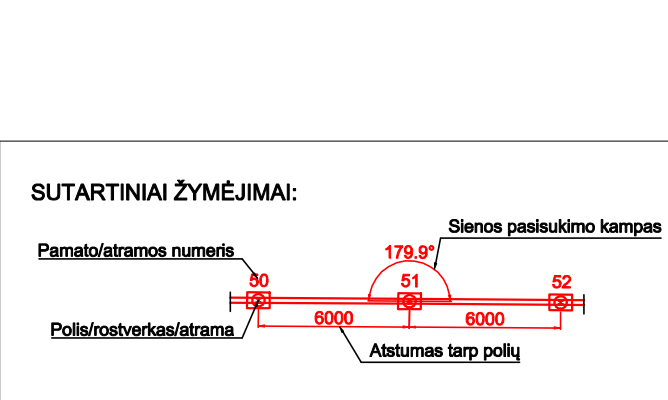 SUTARTINIAI ŽYMĖJIMAI:
Sienos pasisukimo kampas
Pamato/atramos numeris
179.9°
50
51
52
Polis/rostverkas/atrama
6000
6000
Atstumas tarp polių